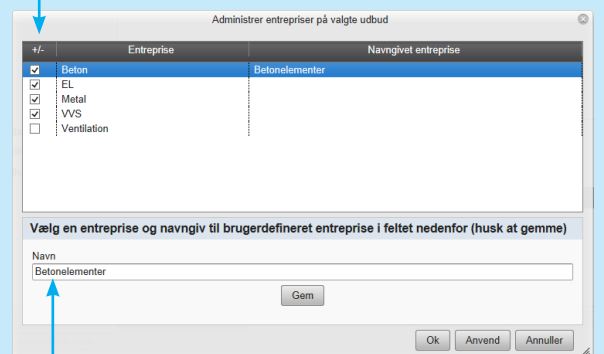 Administrer entrepriser på valgte udbud
+/- Entreprise Navngivet entreprise
Beton Betonelementer
EL
Metal
VVS
Ventilation
Vælg en entreprise og navngiv til brugerdefineret entreprise i feltet nedenfor (husk at gemme)
Navn
Betonelementer
Gem
Ok Anvend Annuller